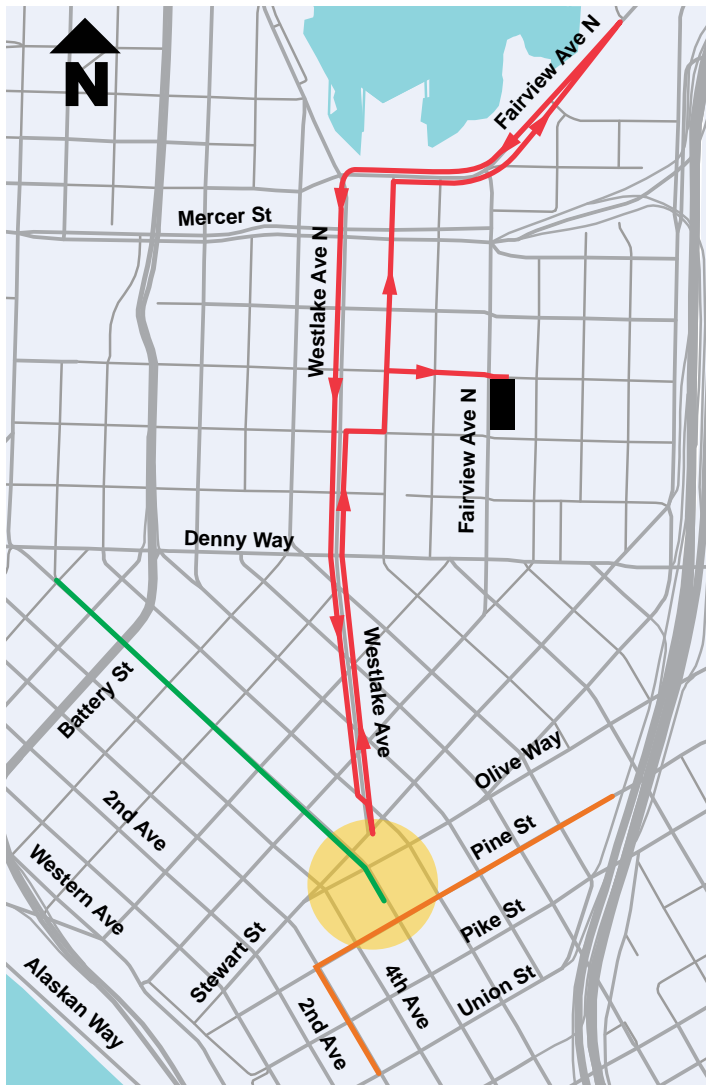 N
Fairview Ave N
Mercer St
Westlake Ave N
Fairview Ave N
Denny Way
Westlake Ave
Battery St
Olive Way
2nd Ave
Pine St
Western Ave
Pike St
Stewart St
Alaskan Way
4th Ave
Union St
2nd Ave